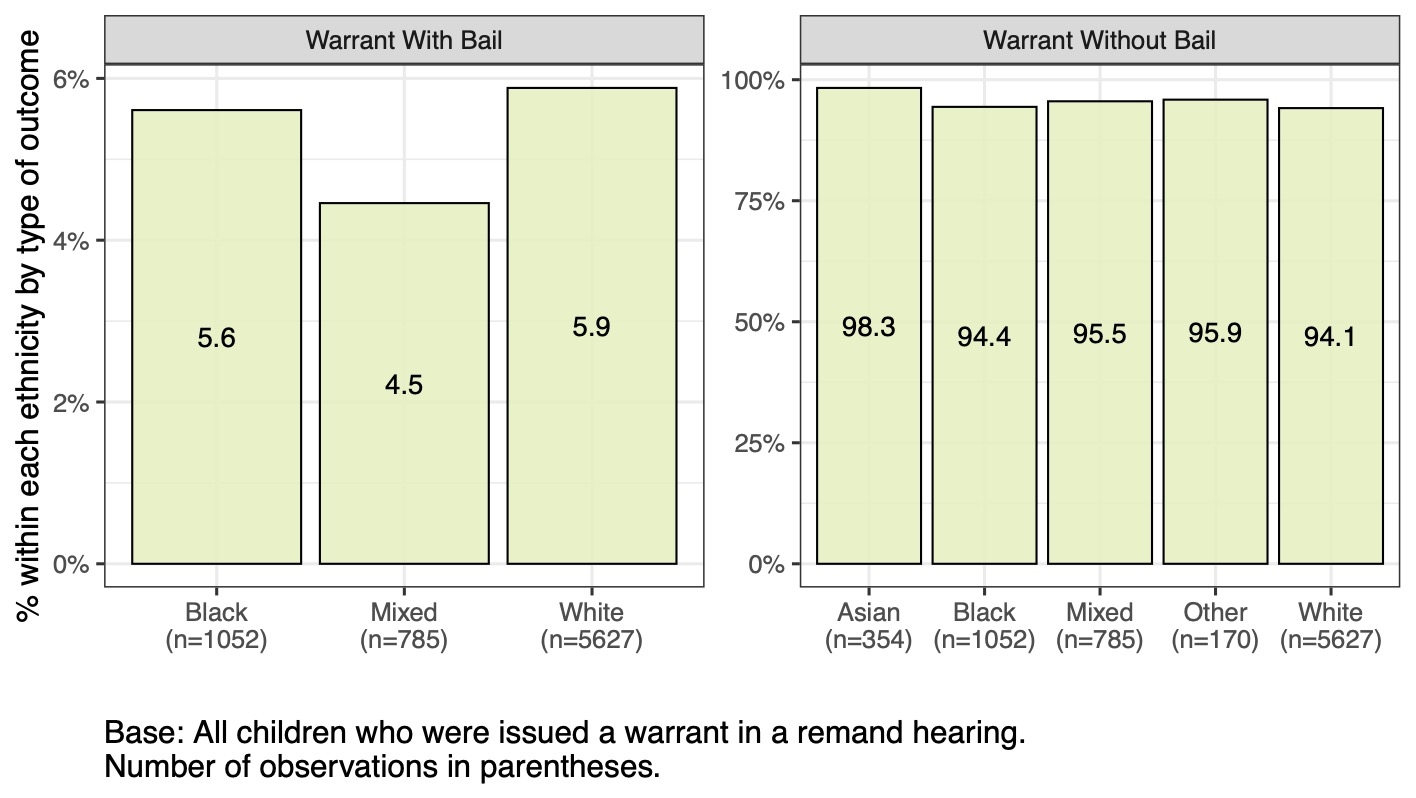 % within each ethnicity by type of outcome
Warrant With Bail
6%
4%
2%
0%
5.6
4.5
5.9
Black
(n=1052)
Mixed
(n=785)
White
(n=5627)
Warrant Without Bail
100%
75%
50%
25%
0%
98.3
94.4
95.5
95.9
94.1
Asian
(n=354)
Black
(n=1052)
Mixed
(n=785)
Other
(n=170)
White
(n=5627)
Base: All children who were issued a warrant in a remand hearing.
Number of observations in parentheses.